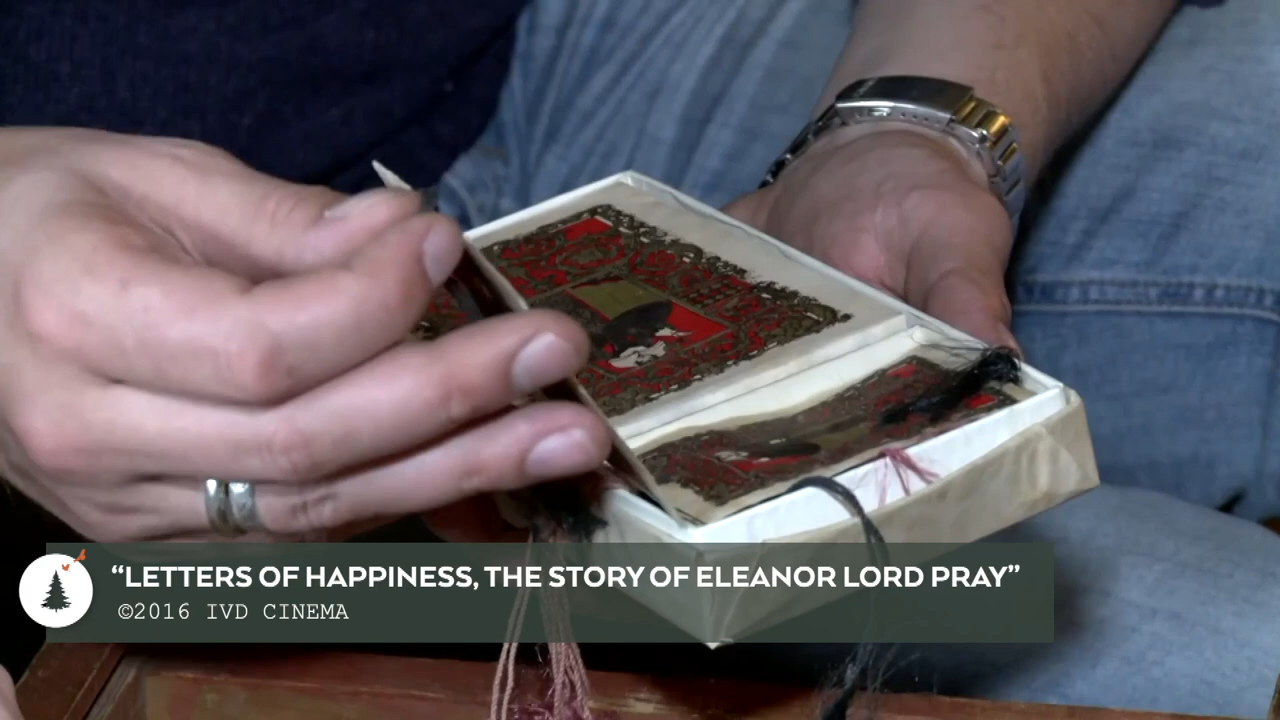 “LETTERS OF HAPPINESS, THE STORY OF ELEANOR LORD PRAY”
©2016 IVD CINEMA